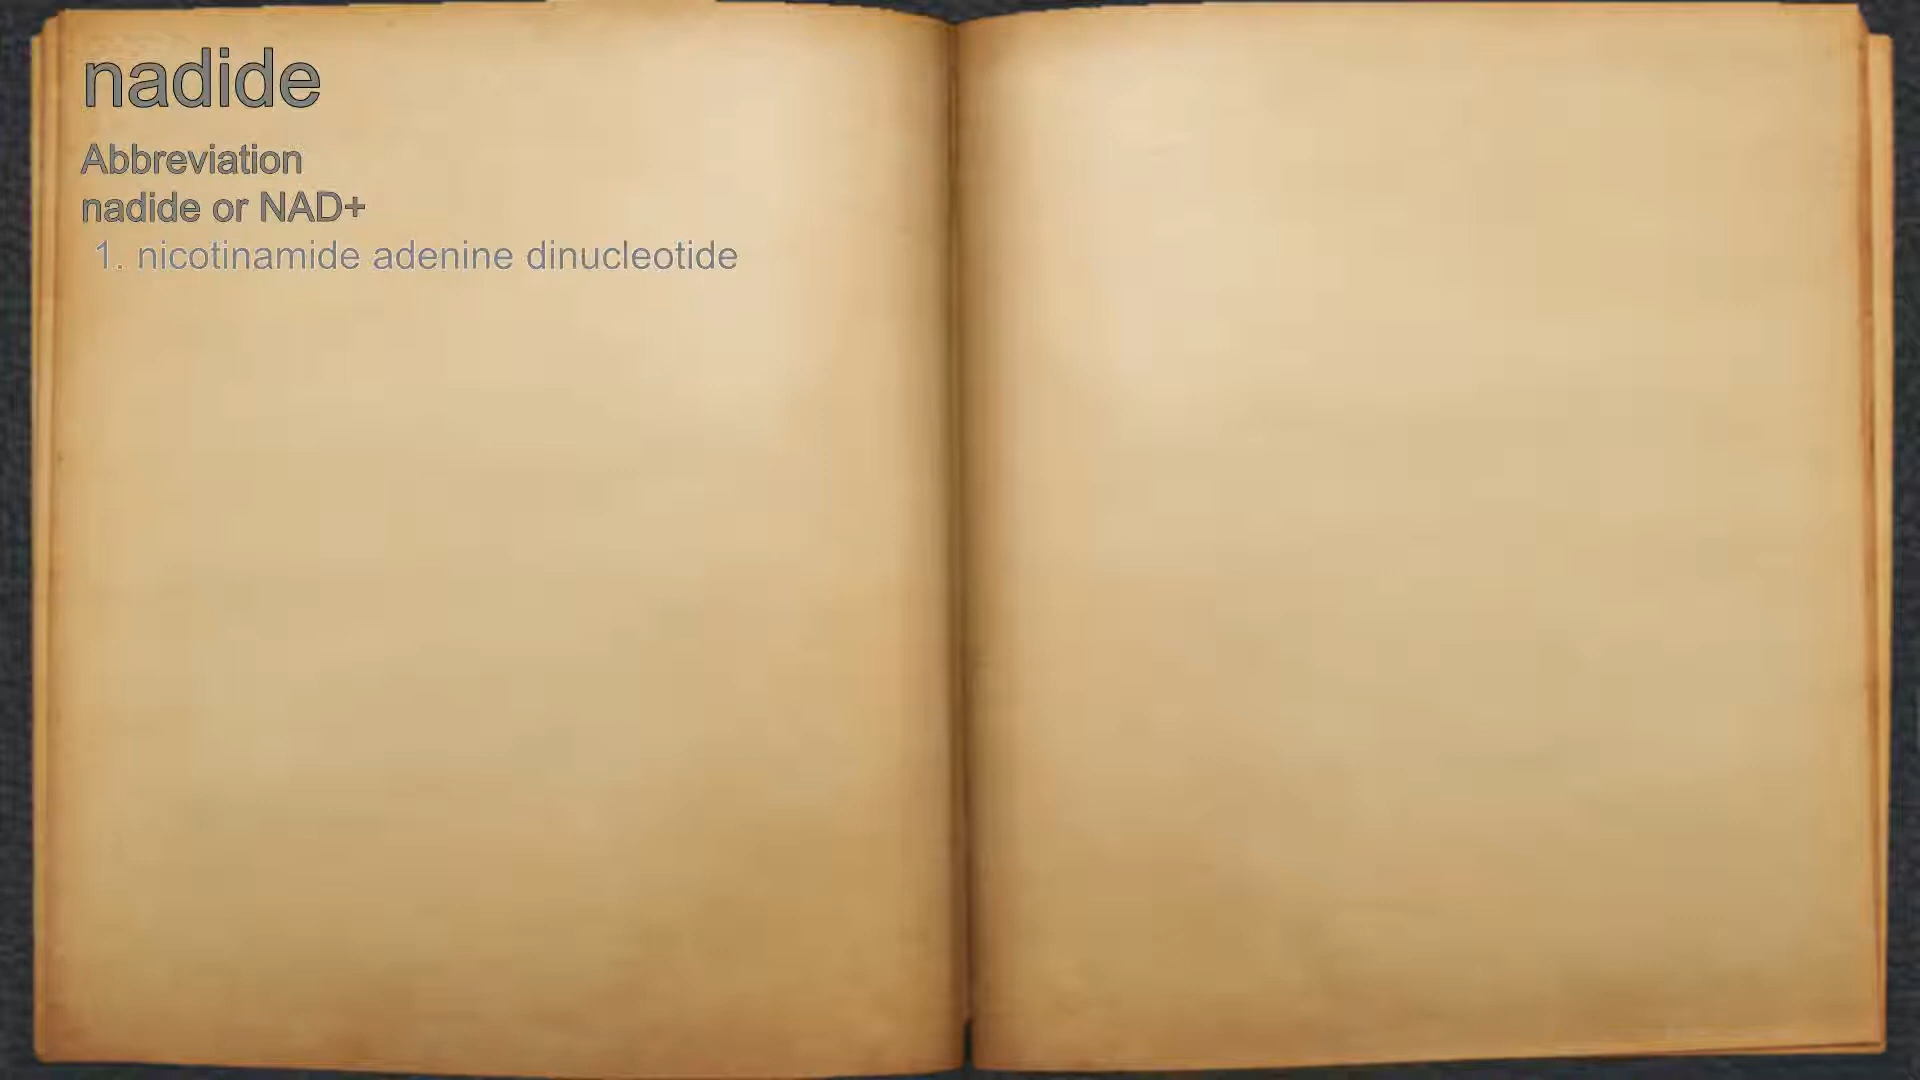 nadide
Abbreviation
nadide or NAD+
1. nicotinamide adenine dinucleotide